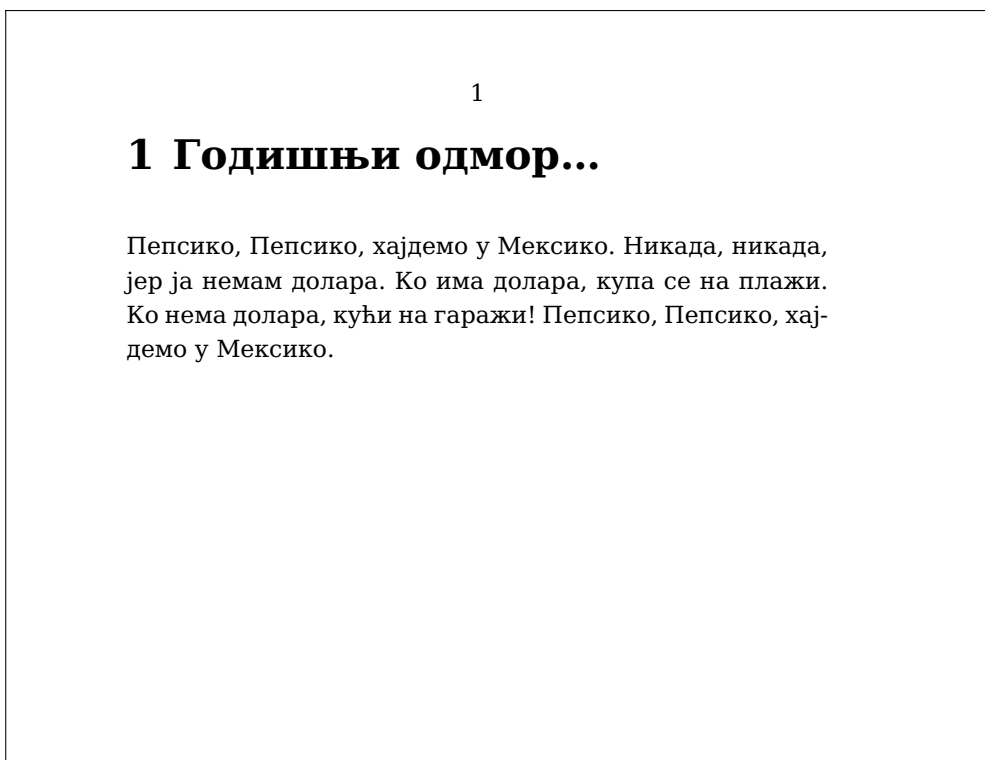 1
1 Годишњи одмор...
Пепсико, Пепсико, хајдемо у Мексико. Никада, никада,
јер ја немам долара. Ко има долара, купа се на плажи.
Ко нема долара, кући на гаражи! Пепсико, Пепсико, хај-
демо у Мексико.